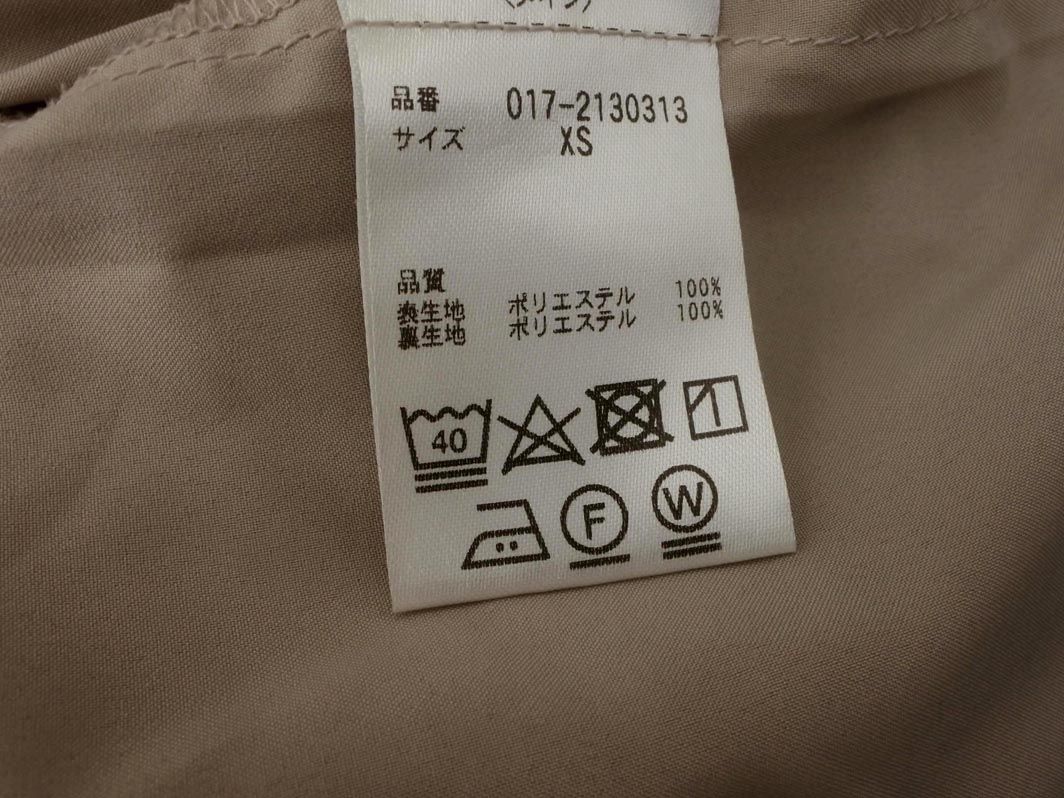 品番 017-2130313
サイズ XS
品質
表生地 ポリエステル 100%
裏生地 ポリエステル 100%
40
F W